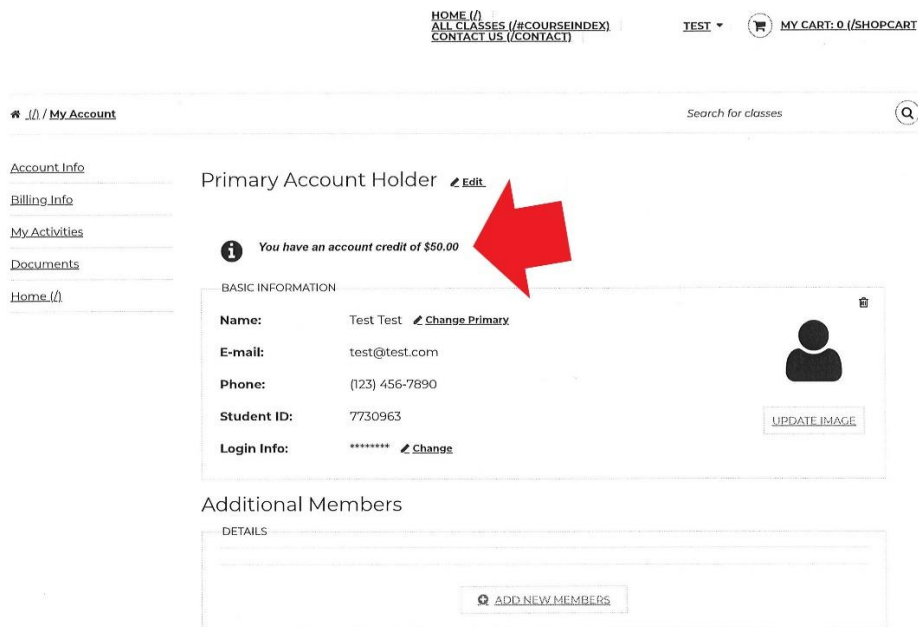 HOME (/)
ALL CLASSES (/#COURSEINDEX)
CONTACT US (/CONTACT)
TEST
MY CART: 0 (/SHOPCART
(/) / My Account
Search for classes
Account Info
Billing Info
My Activities
Documents
Home (/)
Primary Account Holder Edit
You have an account credit of $50.00
BASIC INFORMATION
Name: Test Test Change Primary
E-mail: test@test.com
Phone: (123) 456-7890
Student ID: 7730963
Login Info: ******** Change
UPDATE IMAGE
Additional Members
DETAILS
ADD NEW MEMBERS